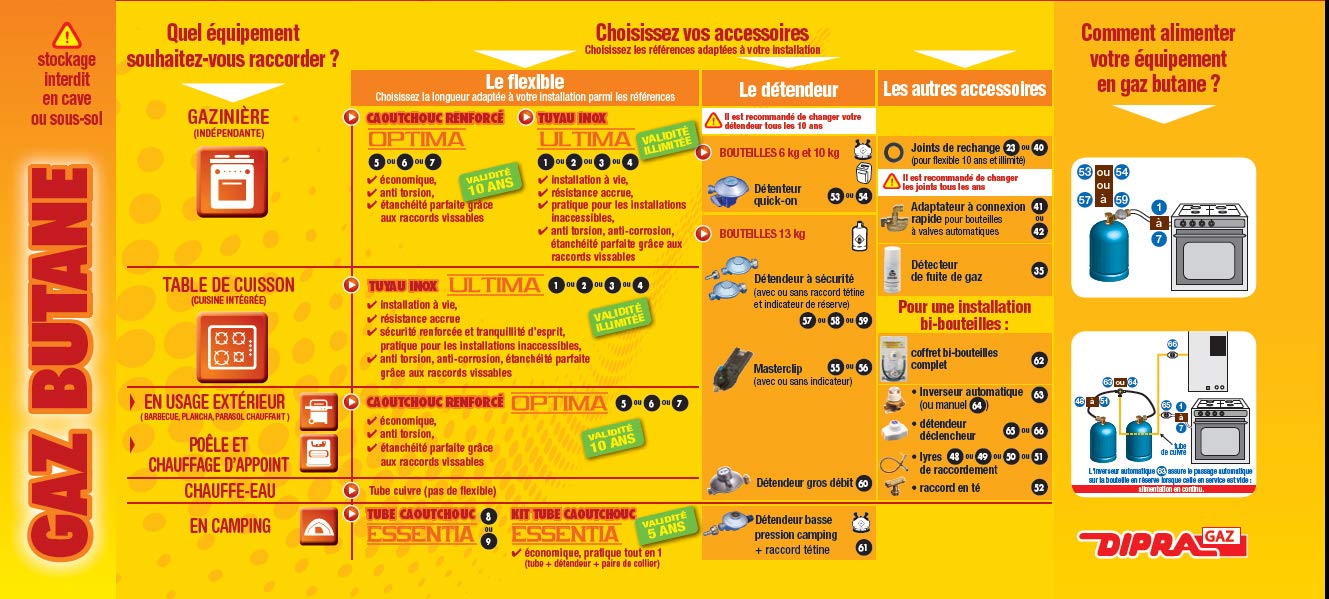 stockage
interdit
en cave
ou sous-sol
GAZ BUTANE
Quel équipement
souhaitez-vous raccorder ?
Choisissez vos accessoires
Choisissez les références adaptées à votre installation
Le flexible
Choisissez la longueur adaptée à votre installation parmi les références
Le détendeur
Les autres accessoires
GAZINIÈRE
(INDÉPENDANTE)
CAOUTCHOUC RENFORCÉ
OPTIMA
5 ou 6 ou 7
VALIDITÉ
10 ANS
✔ économique,
✔ anti torsion,
✔ étanchéité parfaite grâce
aux raccords vissables
TUYAU INOX
ULTIMA
VALIDITÉ
ILLIMITÉE
1 ou 2 ou 3 ou 4
✔ installation à vie,
✔ résistance accrue,
✔ pratique pour les installations
inaccessibles,
✔ anti torsion, anti-corrosion,
étanchéité parfaite grâce aux
raccords vissables
TABLE DE CUISSON
(CUISINE INTÉGRÉE)
TUYAU INOX ULTIMA 1 ou 2 ou 3 ou 4
VALIDITÉ
ILLIMITÉE
✔ installation à vie,
✔ résistance accrue
✔ sécurité renforcée et tranquillité d'esprit,
pratique pour les installations inaccessibles,
✔ anti torsion, anti-corrosion, étanchéité parfaite
grâce aux raccords vissables
EN USAGE EXTÉRIEUR
( BARBECUE, PLANCHA, PARASOL CHAUFFANT )
POÊLE ET
CHAUFFAGE D'APPOINT
CAOUTCHOUC RENFORCÉ OPTIMA 5 ou 6 ou 7
VALIDITÉ
10 ANS
✔ économique,
✔ anti torsion,
✔ étanchéité parfaite grâce
aux raccords vissables
CHAUFFE-EAU
Tube cuivre (pas de flexible)
EN CAMPING
TUBE CAOUTCHOUC
ESSENTIA
8
ou
9
KIT TUBE CAOUTCHOUC
ESSENTIA
VALIDITÉ
5 ANS
✔ économique, pratique tout en 1
(tube + détendeur + paire de collier)
Il est recommandé de changer votre
détendeur tous les 10 ans
BOUTEILLES 6 kg et 10 kg
Détenteur
quick-on 53 ou 54
BOUTEILLES 13 kg
Détendeur à sécurité
(avec ou sans raccord tétine
et indicateur de réserve)
57 ou 58 ou 59
Masterclip 55 ou 56
(avec ou sans indicateur)
Détendeur gros débit 60
Détendeur basse
pression camping
+ raccord tétine 61
Joints de rechange 23 ou 40
(pour flexible 10 ans et illimité)
Il est recommandé de changer
les joints tous les ans
Adaptateur à connexion 41
rapide pour bouteilles ou
à valves automatiques 42
Détecteur
de fuite de gaz 35
Pour une installation
bi-bouteilles :
coffret bi-bouteilles
complet 62
• Inverseur automatique 63
(ou manuel 64)
• détendeur
déclencheur 65 ou 66
• lyres 48 ou 49 ou 50 ou 51
de raccordement
• raccord en té 52
Comment alimenter
votre équipement
en gaz butane ?
53 ou 54
ou
57 à 59
1
à
7
66
63 ou 64
48 à 51
65
1
à
7
tube
de cuivre
L'inverseur automatique 63 assure le passage automatique
sur la bouteille en réserve lorsque celle en service est vide :
alimentation en continu.
DIPRA GAZ